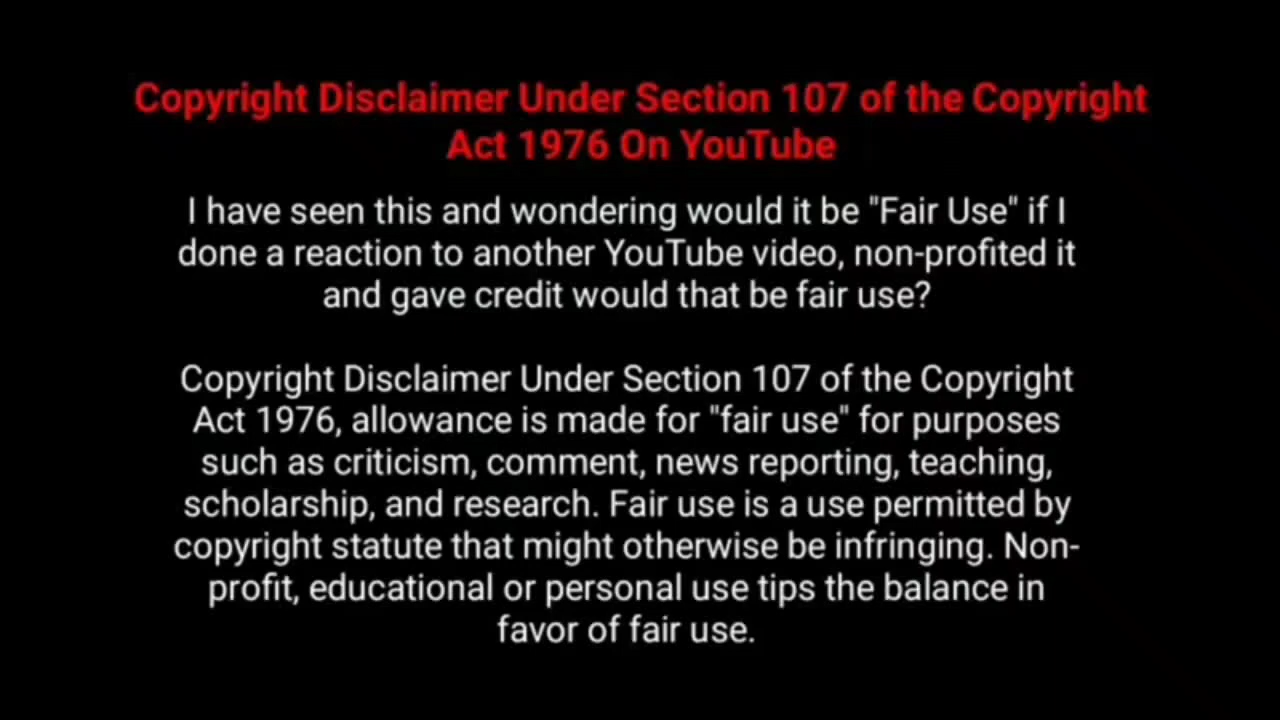 Copyright Disclaimer Under Section 107 of the Copyright
Act 1976 On YouTube
I have seen this and wondering would it be "Fair Use" if I
done a reaction to another YouTube video, non-profited it
and gave credit would that be fair use?
Copyright Disclaimer Under Section 107 of the Copyright
Act 1976, allowance is made for "fair use" for purposes
such as criticism, comment, news reporting, teaching,
scholarship, and research. Fair use is a use permitted by
copyright statute that might otherwise be infringing. Non-
profit, educational or personal use tips the balance in
favor of fair use.